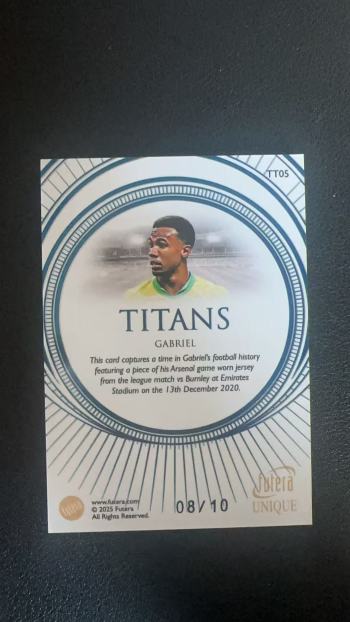 TT05
TITANS
GABRIEL
This card captures a time in Gabriel's football history
featuring a piece of his Arsenal game worn jersey
from the league match vs Burnley at Emirates
Stadium on the 13th December 2020.
www.futera.com
© 2025 Futera
All Rights Reserved.
08/10
futera
UNIQUE
futera